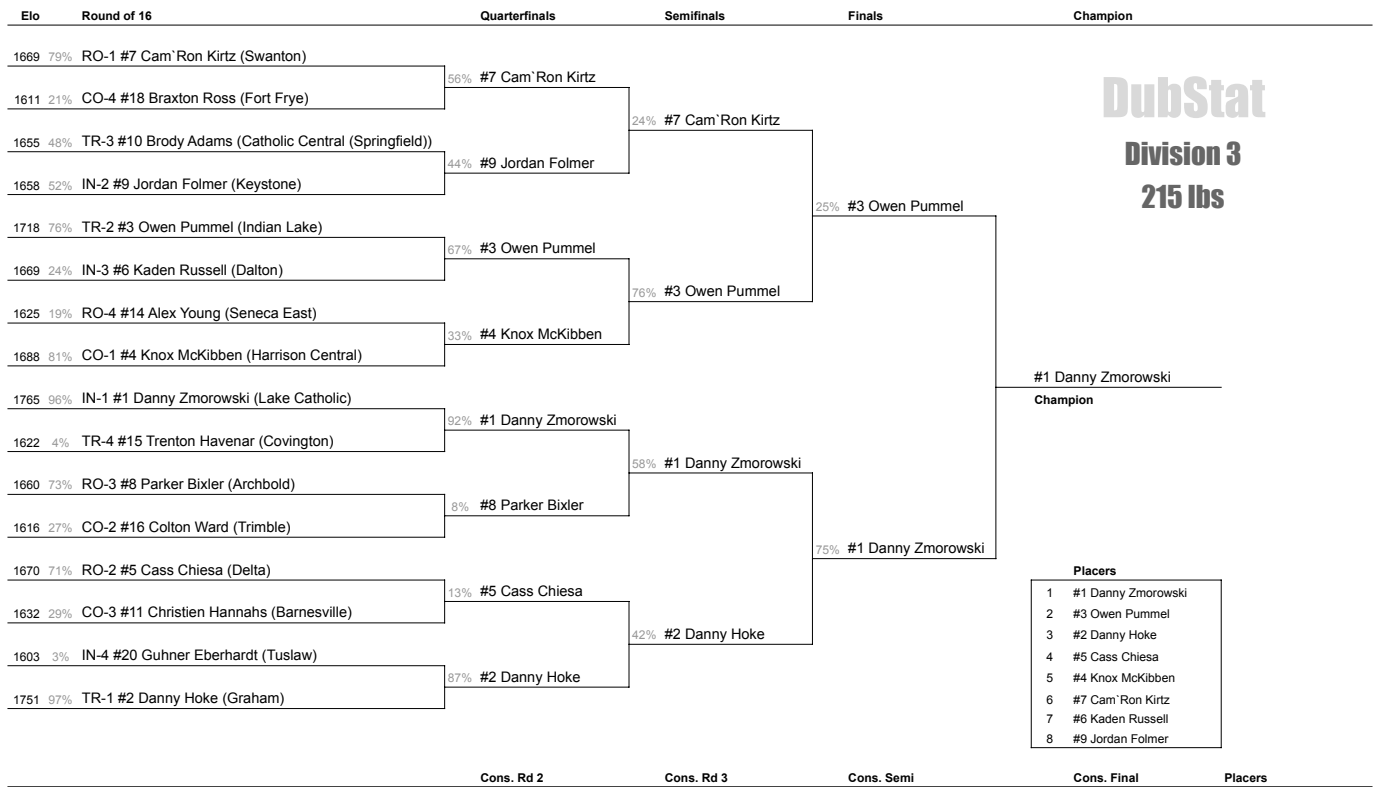 Elo Round of 16 Quarterfinals Semifinals Finals Champion
1669 79% RO-1 #7 Cam`Ron Kirtz (Swanton)
56% #7 Cam`Ron Kirtz
DubStat
1611 21% CO-4 #18 Braxton Ross (Fort Frye)
24% #7 Cam`Ron Kirtz
1655 48% TR-3 #10 Brody Adams (Catholic Central (Springfield))
Division 3
44% #9 Jordan Folmer
1658 52% IN-2 #9 Jordan Folmer (Keystone)
215 lbs
25% #3 Owen Pummel
1718 76% TR-2 #3 Owen Pummel (Indian Lake)
67% #3 Owen Pummel
1669 24% IN-3 #6 Kaden Russell (Dalton)
76% #3 Owen Pummel
1625 19% RO-4 #14 Alex Young (Seneca East)
33% #4 Knox McKibben
1688 81% CO-1 #4 Knox McKibben (Harrison Central)
#1 Danny Zmorowski
Champion
1765 96% IN-1 #1 Danny Zmorowski (Lake Catholic)
92% #1 Danny Zmorowski
1622 4% TR-4 #15 Trenton Havenar (Covington)
58% #1 Danny Zmorowski
1660 73% RO-3 #8 Parker Bixler (Archbold)
8% #8 Parker Bixler
1616 27% CO-2 #16 Colton Ward (Trimble)
75% #1 Danny Zmorowski
1670 71% RO-2 #5 Cass Chiesa (Delta)
13% #5 Cass Chiesa
1632 29% CO-3 #11 Christien Hannahs (Barnesville)
42% #2 Danny Hoke
1603 3% IN-4 #20 Guhner Eberhardt (Tuslaw)
87% #2 Danny Hoke
1751 97% TR-1 #2 Danny Hoke (Graham)
Placers
1 #1 Danny Zmorowski
2 #3 Owen Pummel
3 #2 Danny Hoke
4 #5 Cass Chiesa
5 #4 Knox McKibben
6 #7 Cam`Ron Kirtz
7 #6 Kaden Russell
8 #9 Jordan Folmer
Cons. Rd 2 Cons. Rd 3 Cons. Semi Cons. Final Placers